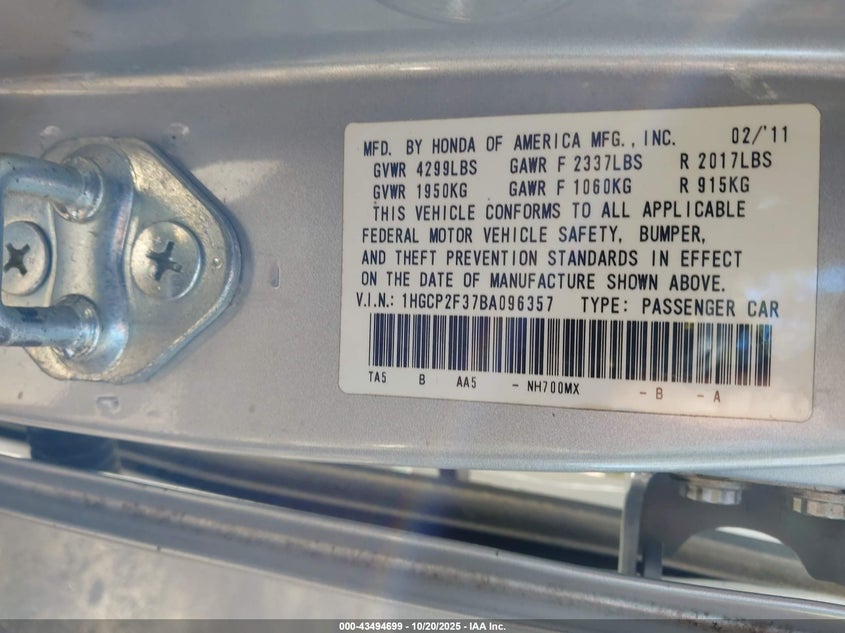 MFD. BY HONDA OF AMERICA MFG., INC. 02/'11
GVWR 4299LBS GAWR F 2337LBS R 2017LBS
GVWR 1950KG GAWR F 1060KG R 915KG
THIS VEHICLE CONFORMS TO ALL APPLICABLE
FEDERAL MOTOR VEHICLE SAFETY, BUMPER,
AND THEFT PREVENTION STANDARDS IN EFFECT
ON THE DATE OF MANUFACTURE SHOWN ABOVE.
V.I.N.: 1HGCP2F37BA096357 TYPE: PASSENGER CAR
TA5 B AA5 - NH700MX - B - A
000-43494699 - 10/20/2025 - IAA Inc.